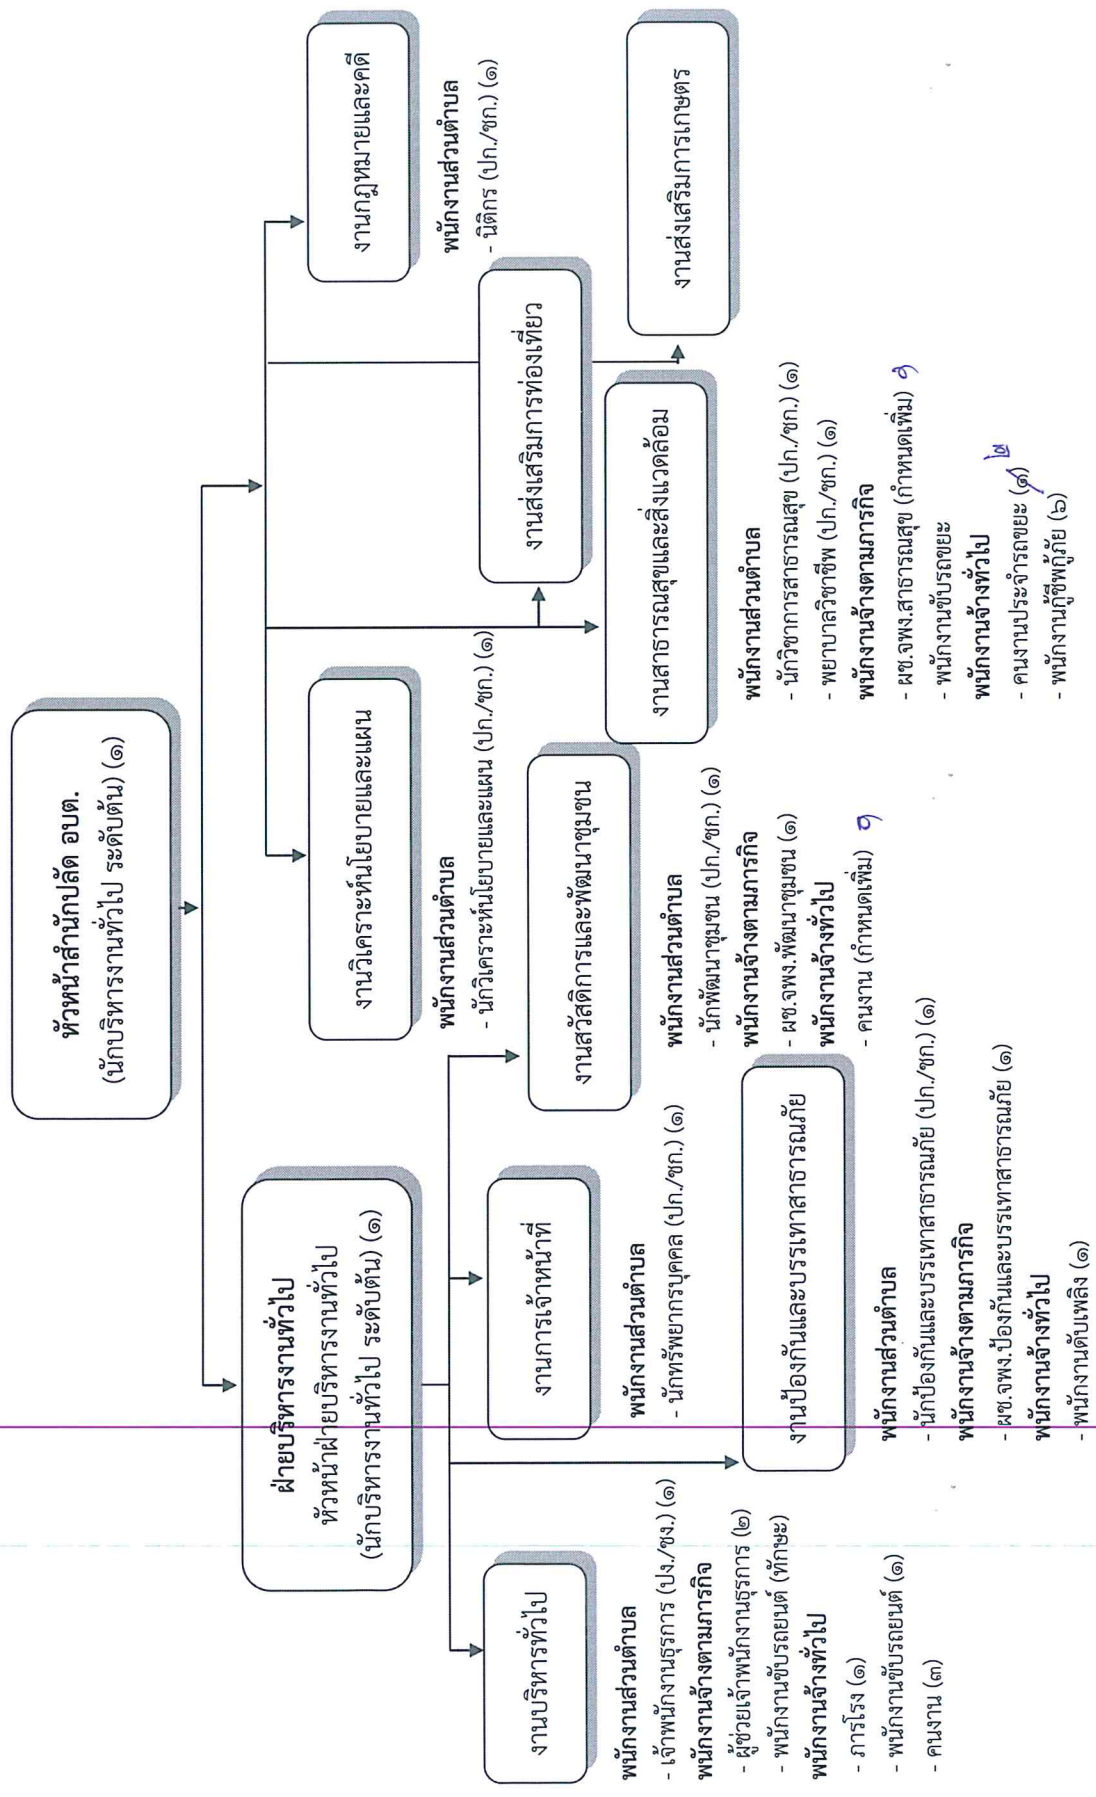 หัวหน้าสำนักปลัด อบต.
(นักบริหารงานทั่วไป ระดับต้น) (๑)
ฝ่ายบริหารงานทั่วไป
หัวหน้าฝ่ายบริหารงานทั่วไป
(นักบริหารงานทั่วไป ระดับต้น) (๑)
งานบริหารทั่วไป
พนักงานส่วนตำบล
- เจ้าพนักงานธุรการ (ปง./ชง.) (๑)
พนักงานจ้างตามภารกิจ
- ผู้ช่วยเจ้าพนักงานธุรการ (๒)
- พนักงานขับรถยนต์ (ทักษะ)
พนักงานจ้างทั่วไป
- ภารโรง (๑)
- พนักงานขับรถยนต์ (๑)
- คนงาน (๓)
งานการเจ้าหน้าที่
พนักงานส่วนตำบล
- นักทรัพยากรบุคคล (ปก./ชก.) (๑)
งานป้องกันและบรรเทาสาธารณภัย
พนักงานส่วนตำบล
- นักป้องกันและบรรเทาสาธารณภัย (ปก./ชก.) (๑)
พนักงานจ้างตามภารกิจ
- ผช.จพง.ป้องกันและบรรเทาสาธารณภัย (๑)
พนักงานจ้างทั่วไป
- พนักงานดับเพลิง (๑)
งานสวัสดิการและพัฒนาชุมชน
พนักงานส่วนตำบล
- นักพัฒนาชุมชน (ปก./ชก.) (๑)
พนักงานจ้างตามภารกิจ
- ผช.จพง.พัฒนาชุมชน (๑)
พนักงานจ้างทั่วไป
- คนงาน (กำหนดเพิ่ม) ๑
งานวิเคราะห์นโยบายและแผน
พนักงานส่วนตำบล
- นักวิเคราะห์นโยบายและแผน (ปก./ชก.) (๑)
งานสาธารณสุขและสิ่งแวดล้อม
พนักงานส่วนตำบล
- นักวิชาการสาธารณสุข (ปก./ชก.) (๑)
- พยาบาลวิชาชีพ (ปก./ชก.) (๑)
พนักงานจ้างตามภารกิจ
- ผช.จพง.สาธารณสุข (กำหนดเพิ่ม) ๑
- พนักงานขับรถขยะ
พนักงานจ้างทั่วไป
- คนงานประจำรถขยะ (๑) ๒
- พนักงานกู้ชีพกู้ภัย (๖)
งานส่งเสริมการท่องเที่ยว
งานกฎหมายและคดี
พนักงานส่วนตำบล
- นิติกร (ปก./ชก.) (๑)
งานส่งเสริมการเกษตร